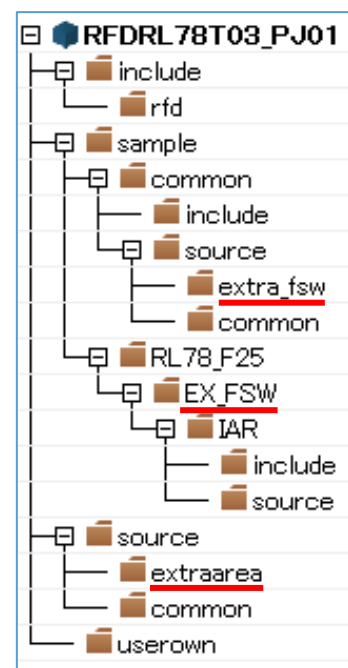 RFDRL78T03_PJ01
include
rfd
sample
common
include
source
extra_fsw
common
RL78_F25
EX_FSW
IAR
include
source
source
extraarea
common
userown